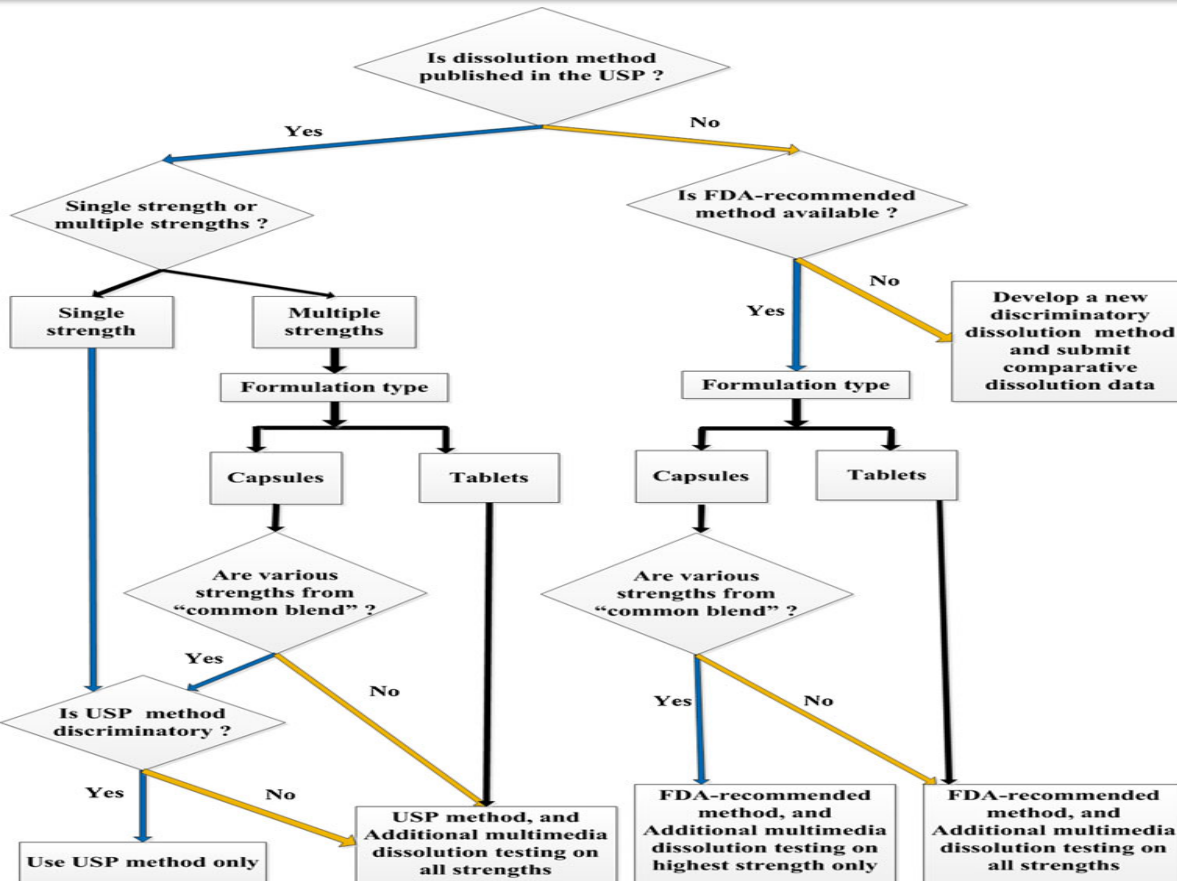 Is dissolution method
published in the USP ?
Yes
No
Single strength or
multiple strengths ?
Is FDA-recommended
method available ?
Single
strength
Multiple
strengths
Yes
No
Develop a new
discriminatory
dissolution method
and submit
comparative
dissolution data
Formulation type
Formulation type
Capsules
Tablets
Capsules
Tablets
Are various
strengths from
“common blend” ?
Are various
strengths from
“common blend” ?
Yes
No
Yes
No
Is USP method
discriminatory ?
Yes
No
Use USP method only
USP method, and
Additional multimedia
dissolution testing on
all strengths
FDA-recommended
method, and
Additional multimedia
dissolution testing on
highest strength only
FDA-recommended
method, and
Additional multimedia
dissolution testing on
all strengths